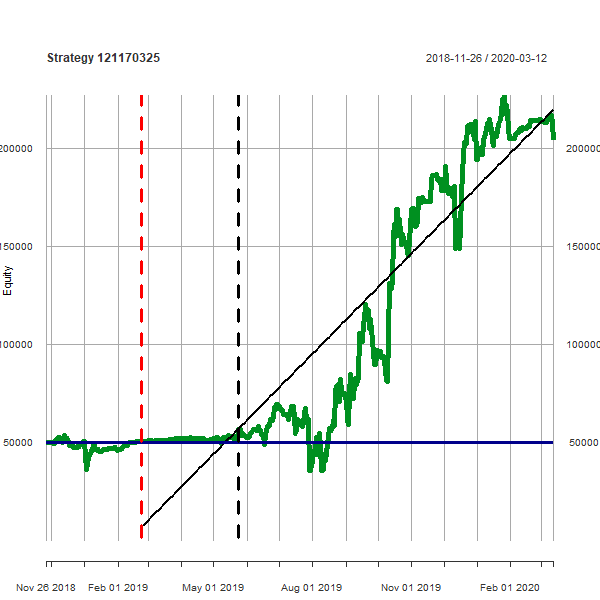 Strategy 121170325
2018-11-26 / 2020-03-12
200000 200000
150000 150000
100000 100000
50000 50000
Equity
Nov 26 2018 Feb 01 2019 May 01 2019 Aug 01 2019 Nov 01 2019 Feb 01 2020